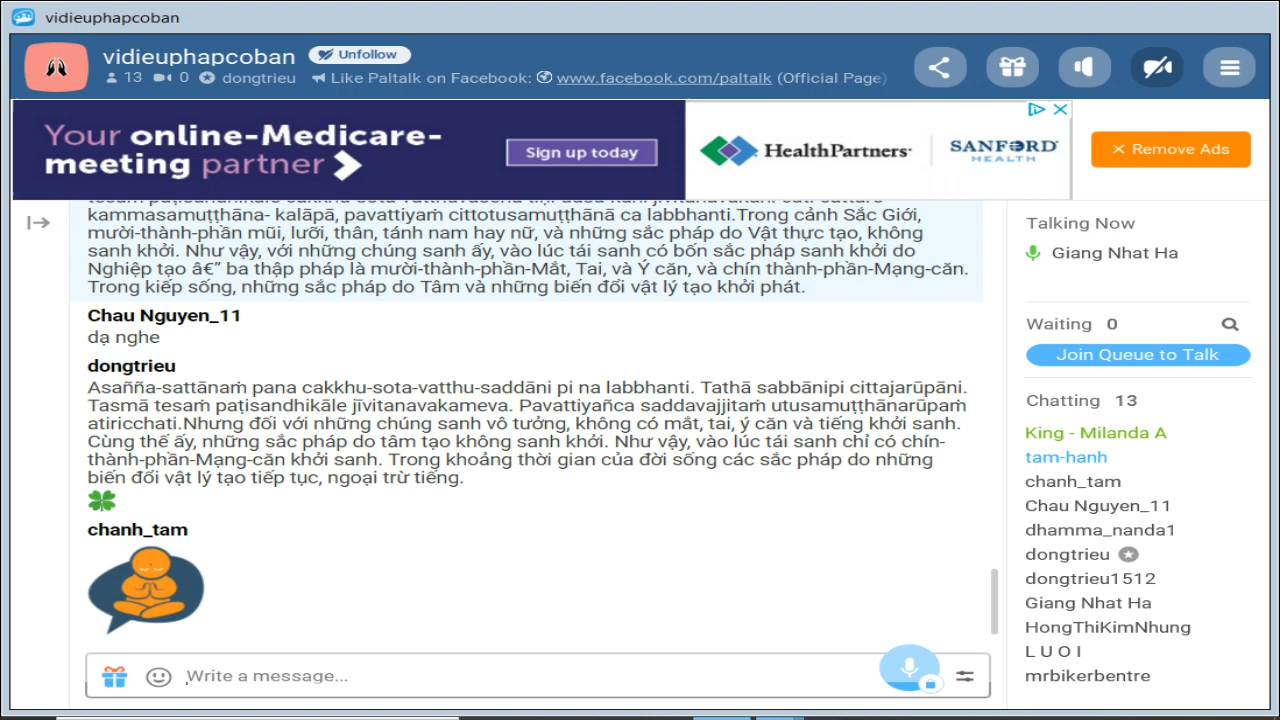 vidieuphapcoban
vidieuphapcoban Unfollow
13 0 dongtrieu Like Paltalk on Facebook: www.facebook.com/paltalk (Official Page)
Your online-Medicare-
meeting partner
Sign up today
HealthPartners
SANFORD
HEALTH
Remove Ads
kammasamuṭṭhāna- kalāpā, pavattiyaṁ cittotusamuṭṭhānā ca labbhanti.Trong cảnh Sắc Giới,
mười-thành-phần mũi, lưỡi, thân, tánh nam hay nữ, và những sắc pháp do Vật thực tạo, không
sanh khởi. Như vậy, với những chúng sanh ấy, vào lúc tái sanh có bốn sắc pháp sanh khởi do
Nghiệp tạo â€” ba thập pháp là mười-thành-phần-Mắt, Tai, và Ý căn, và chín thành-phần-Mạng-căn.
Trong kiếp sống, những sắc pháp do Tâm và những biến đổi vật lý tạo khởi phát.
Chau Nguyen_11
dạ nghe
dongtrieu
Asañña-sattānaṁ pana cakkhu-sota-vatthu-saddāni pi na labbhanti. Tathā sabbānipi cittajarūpāni.
Tasmā tesaṁ paṭisandhikāle jīvitanavakameva. Pavattiyañca saddavajjitaṁ utusamuṭṭhānarūpaṁ
atiricchati.Nhưng đối với những chúng sanh vô tưởng, không có mắt, tai, ý căn và tiếng khởi sanh.
Cùng thế ấy, những sắc pháp do tâm tạo không sanh khởi. Như vậy, vào lúc tái sanh chỉ có chín-
thành-phần-Mạng-căn khởi sanh. Trong khoảng thời gian của đời sống các sắc pháp do những
biến đổi vật lý tạo tiếp tục, ngoại trừ tiếng.
chanh_tam
Write a message...
Talking Now
Giang Nhat Ha
Waiting 0
Join Queue to Talk
Chatting 13
King - Milanda A
tam-hanh
chanh_tam
Chau Nguyen_11
dhamma_nanda1
dongtrieu
dongtrieu1512
Giang Nhat Ha
HongThiKimNhung
L U O I
mrbikerbentre